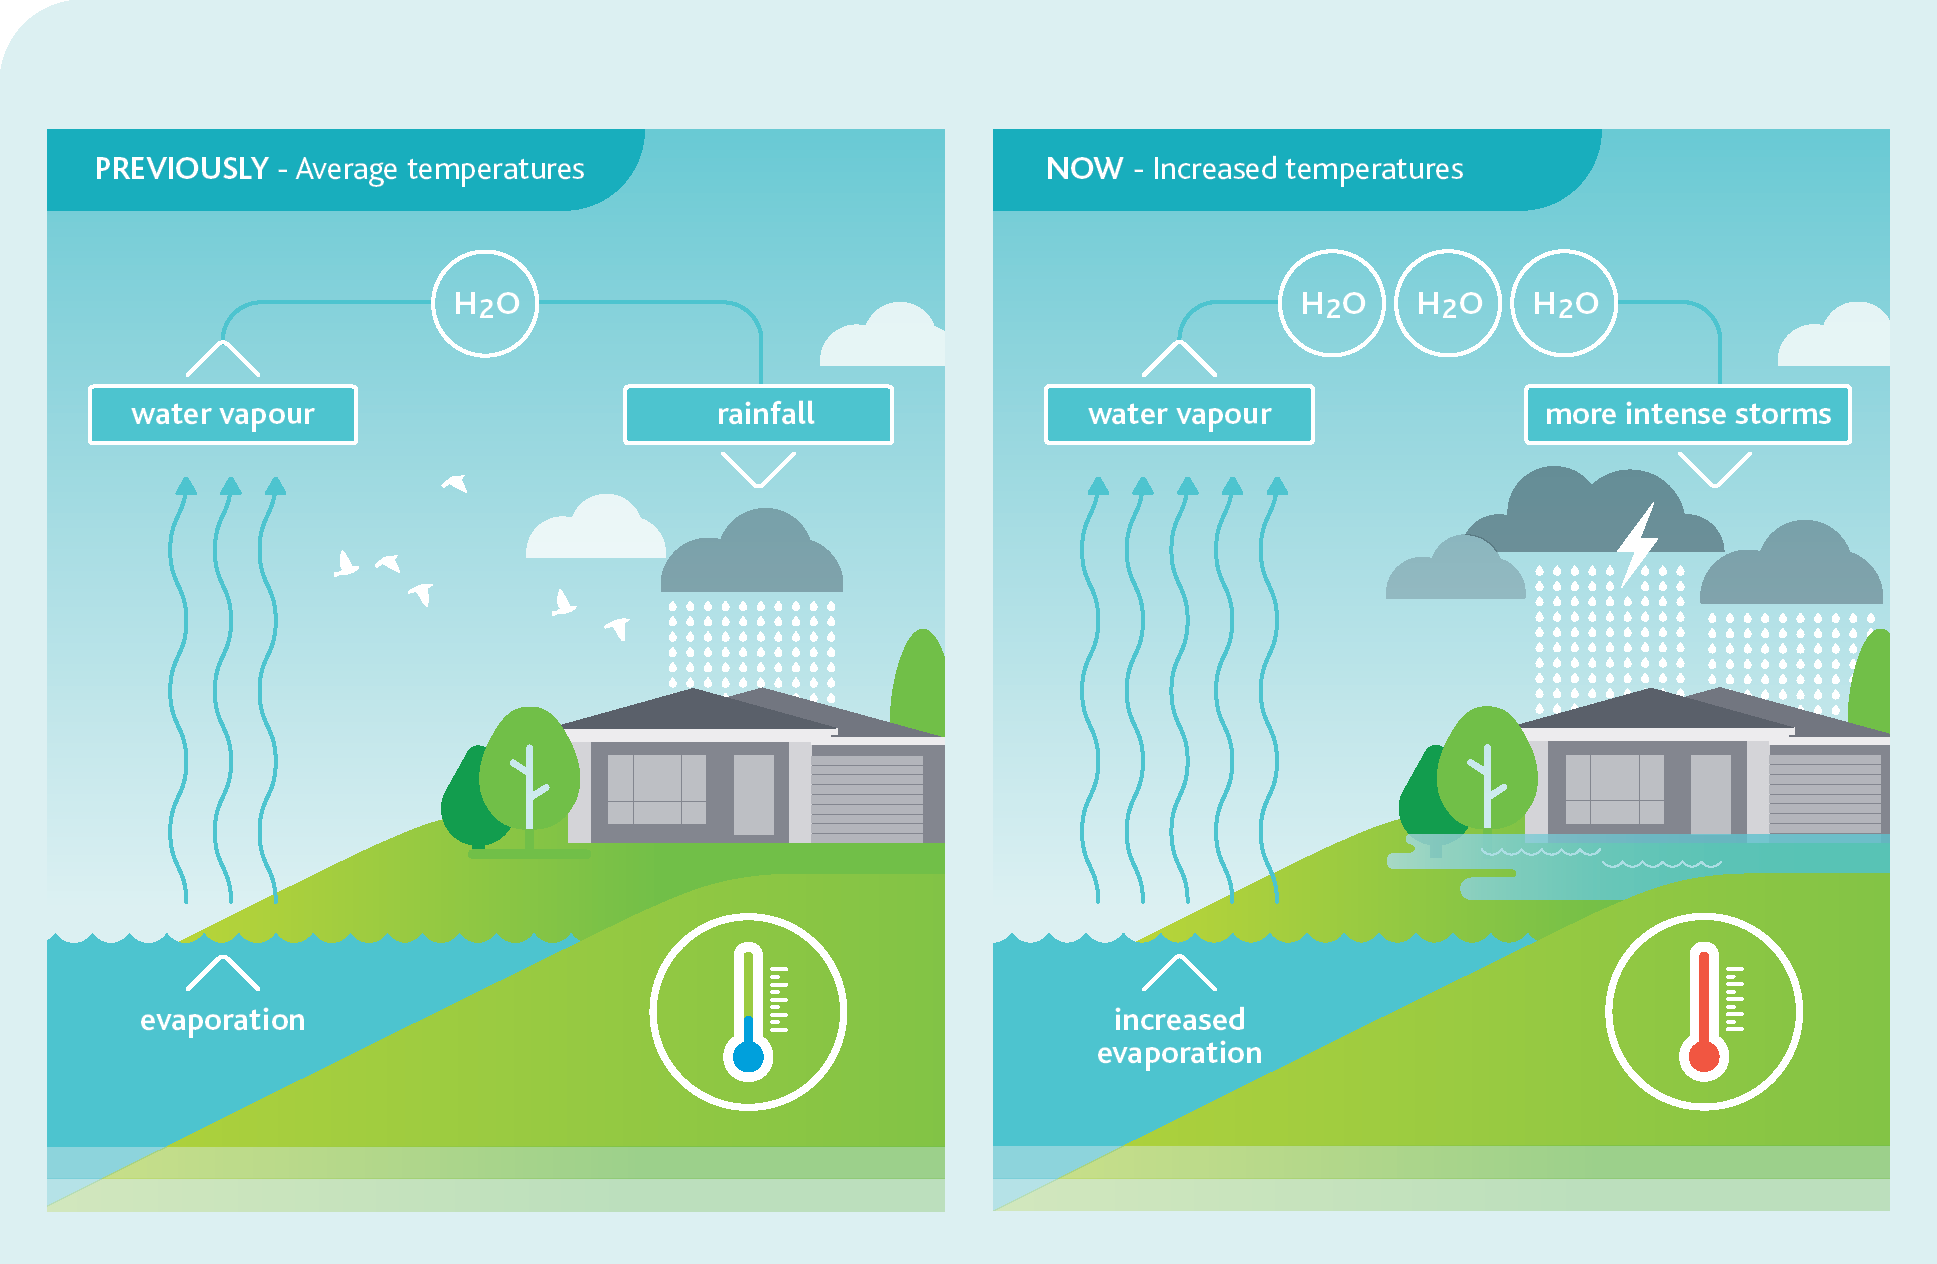 PREVIOUSLY - Average temperatures
H2O
water vapour
rainfall
evaporation
NOW - Increased temperatures
H2O H2O H2O
water vapour
more intense storms
increased
evaporation